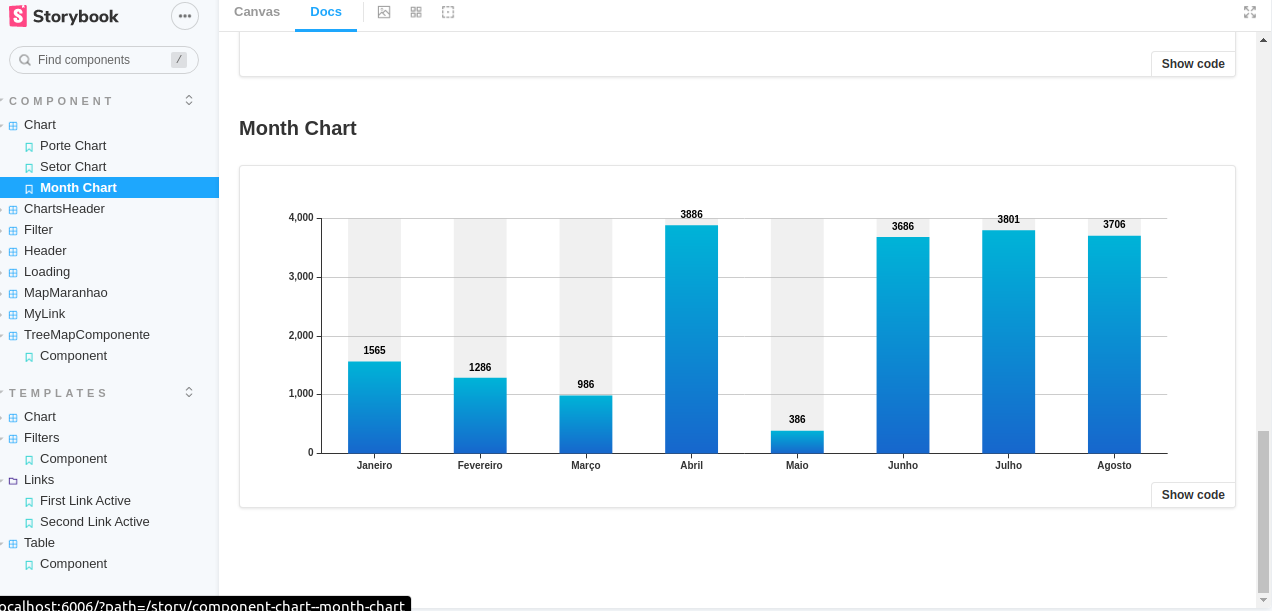 Storybook
Find components
/
COMPONENT
Chart
Porte Chart
Setor Chart
Month Chart
ChartsHeader
Filter
Header
Loading
MapMaranhao
MyLink
TreeMapComponente
Component
TEMPLATES
Chart
Filters
Component
Links
First Link Active
Second Link Active
Table
Component
ocalhost:6006/?path=/story/component-chart--month-chart
Canvas Docs
Show code
Month Chart
4,000
3,000
2,000
1,000
0
1565 1286 986 3886 386 3686 3801 3706
Janeiro Fevereiro Março Abril Maio Junho Julho Agosto
Show code